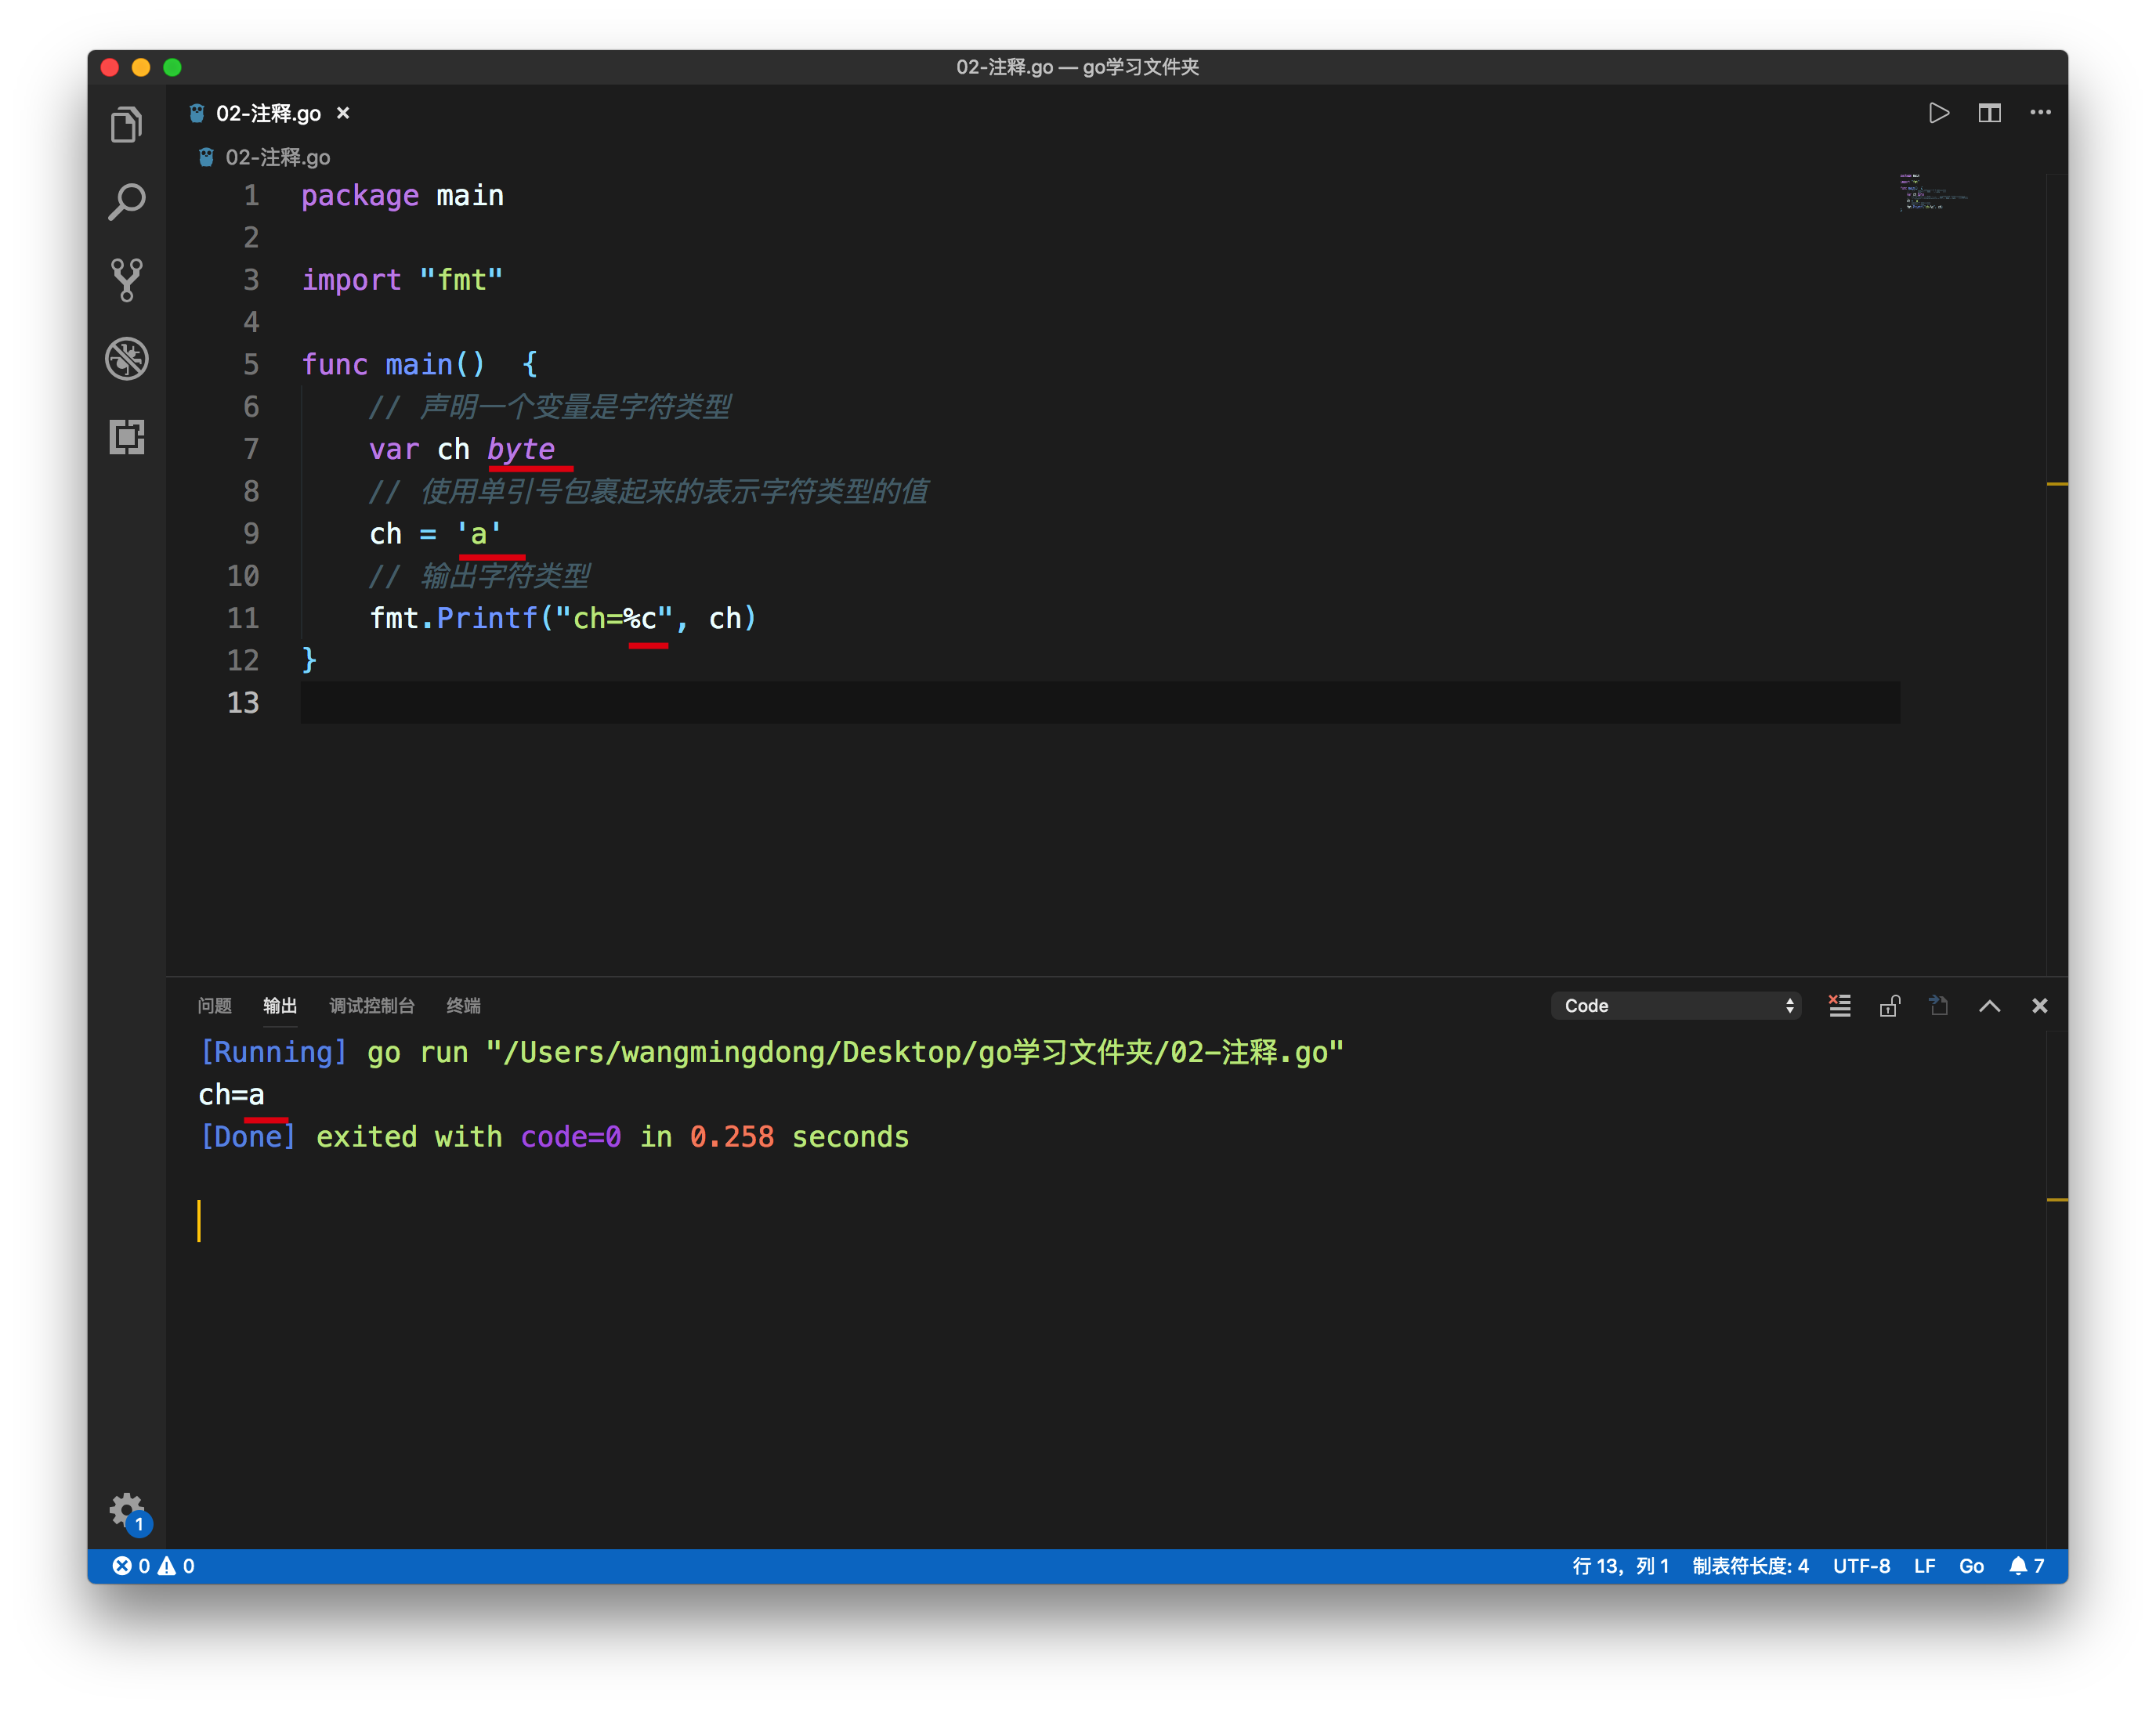 02-注释.go — go学习文件夹
02-注释.go
02-注释.go
1 package main
2
3 import "fmt"
4
5 func main()  {
6 // 声明一个变量是字符类型
7 var ch byte
8 // 使用单引号包裹起来的表示字符类型的值
9 ch = 'a'
10 // 输出字符类型
11 fmt.Printf("ch=%c", ch)
12 }
13
问题 输出 调试控制台 终端 Code
[Running] go run "/Users/wangmingdong/Desktop/go学习文件夹/02-注释.go"
ch=a
[Done] exited with code=0 in 0.258 seconds
1
0 0 行 13，列 1 制表符长度: 4 UTF-8 LF Go 7